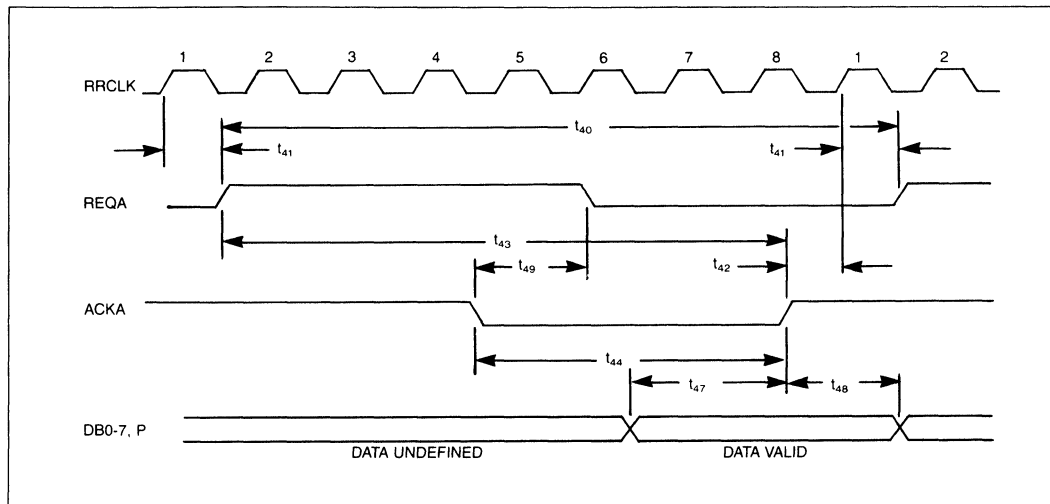 1 2 3 4 5 6 7 8 1 2
RRCLK
t40
t41 t41
REQA
t43
t49 t42
ACKA
t44
t47 t48
DB0-7, P
DATA UNDEFINED DATA VALID